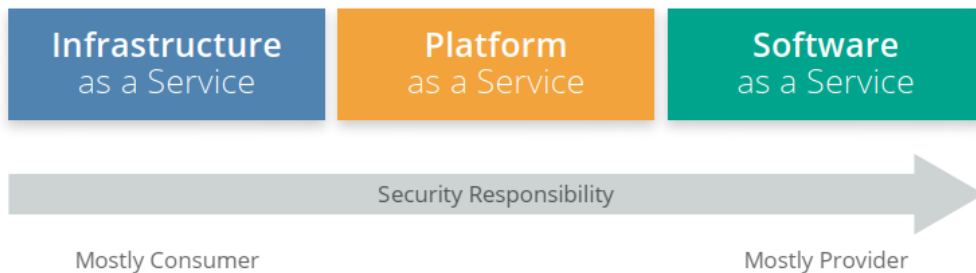 Infrastructure
as a Service
Platform
as a Service
Software
as a Service
Security Responsibility
Mostly Consumer
Mostly Provider